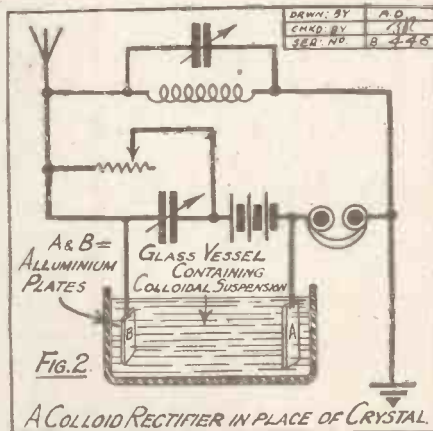 DRAWN: BY A.O
CHKD: BY
SER: NO. B 446
A & B =
ALLUMINIUM
PLATES
GLASS VESSEL
CONTAINING
COLLOIDAL SUSPENSION
B
A
FIG. 2.
A COLLOID RECTIFIER IN PLACE OF CRYSTAL.